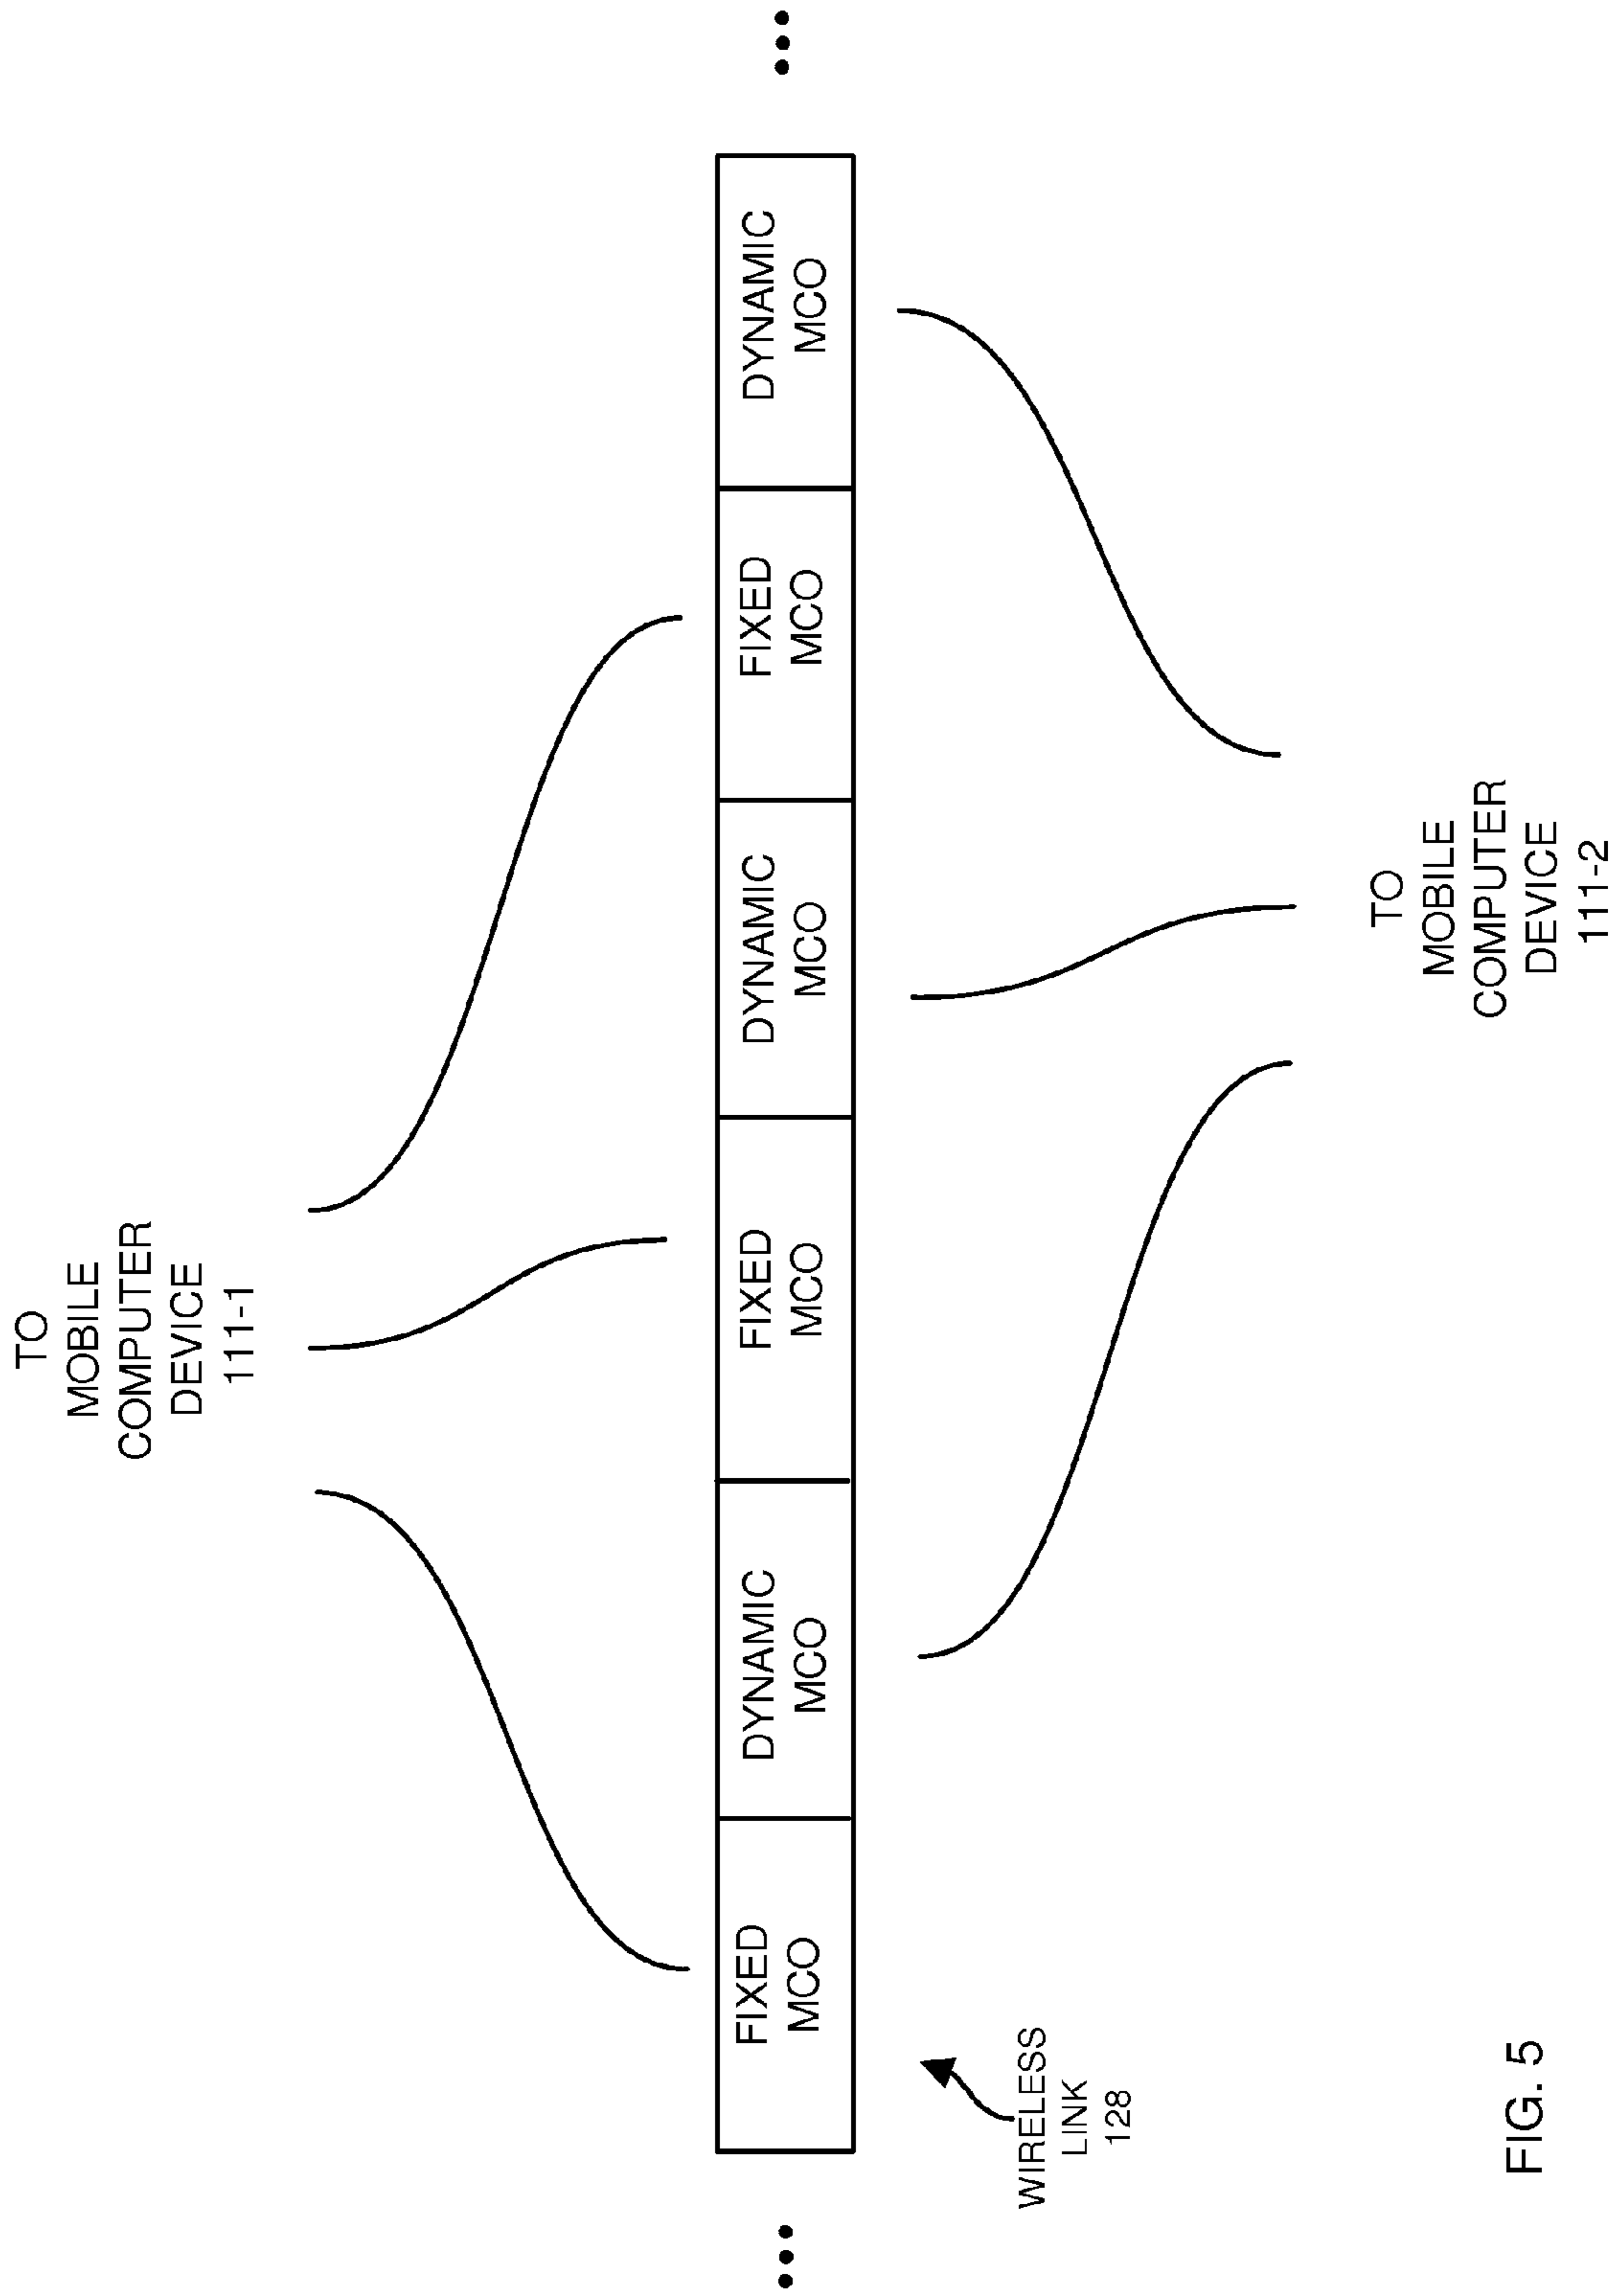 TO
MOBILE
COMPUTER
DEVICE
111-1
FIXED
MCO
DYNAMIC
MCO
FIXED
MCO
DYNAMIC
MCO
FIXED
MCO
DYNAMIC
MCO
WIRELESS
LINK
128
TO
MOBILE
COMPUTER
DEVICE
111-2
FIG. 5